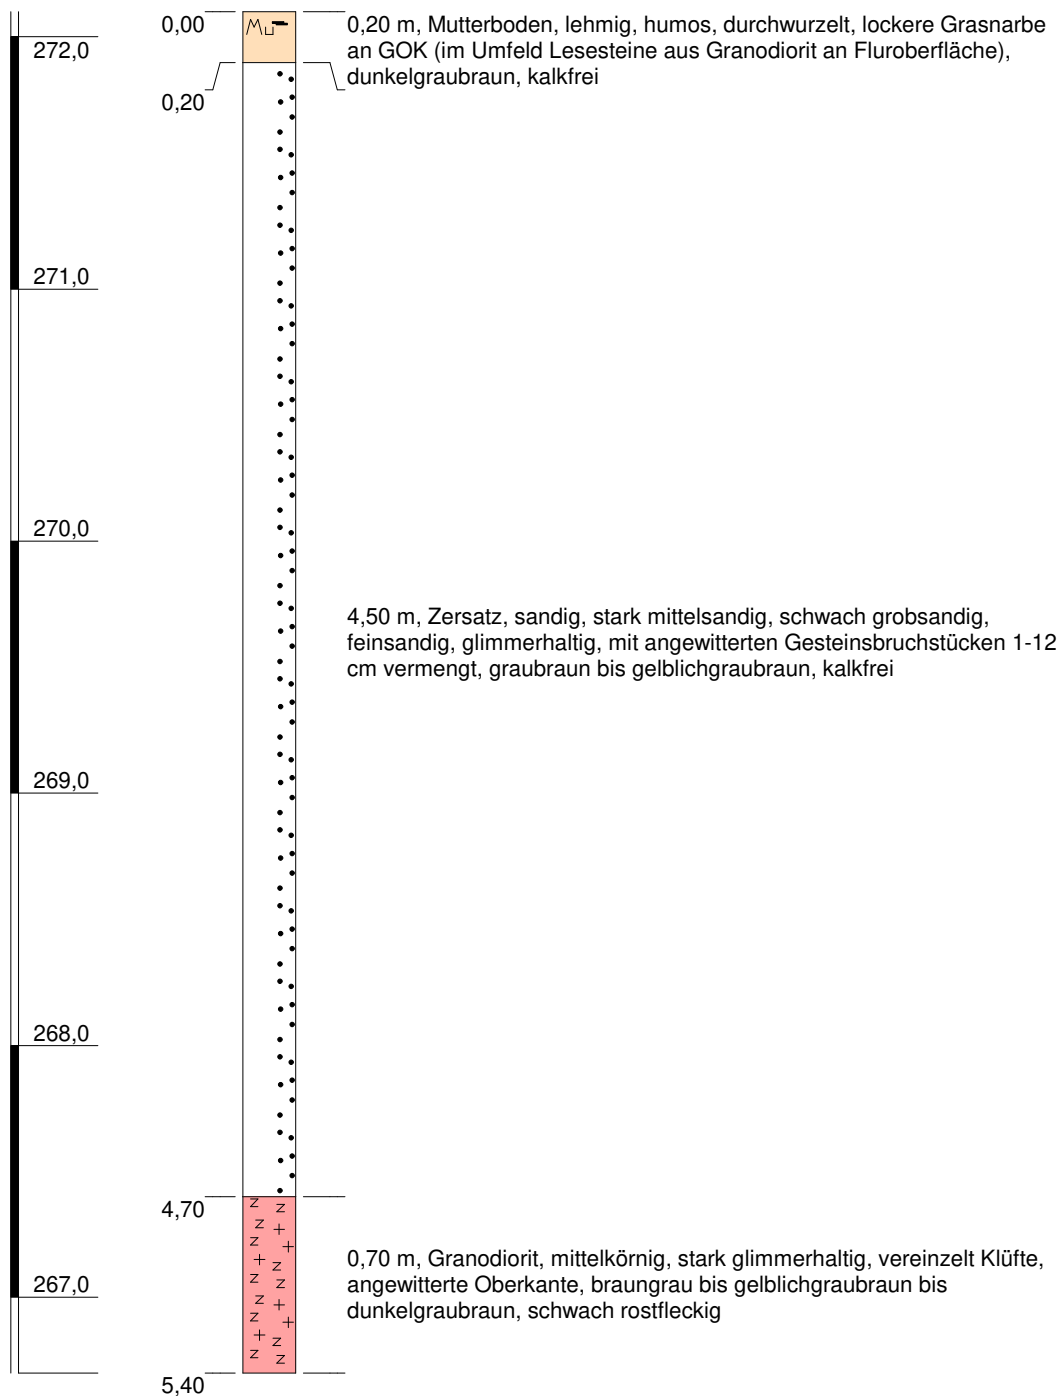 0,00
0,20 m, Mutterboden, lehmig, humos, durchwurzelt, lockere Grasnarbe
an GOK (im Umfeld Lesesteine aus Granodiorit an Fluroberfläche),
dunkelgraubraun, kalkfrei
Mu
272,0
0,20
271,0
270,0
4,50 m, Zersatz, sandig, stark mittelsandig, schwach grobsandig,
feinsandig, glimmerhaltig, mit angewitterten Gesteinsbruchstücken 1-12
cm vermengt, graubraun bis gelblichgraubraun, kalkfrei
269,0
268,0
4,70
0,70 m, Granodiorit, mittelkörnig, stark glimmerhaltig, vereinzelt Klüfte,
angewitterte Oberkante, braungrau bis gelblichgraubraun bis
dunkelgraubraun, schwach rostfleckig
267,0
5,40